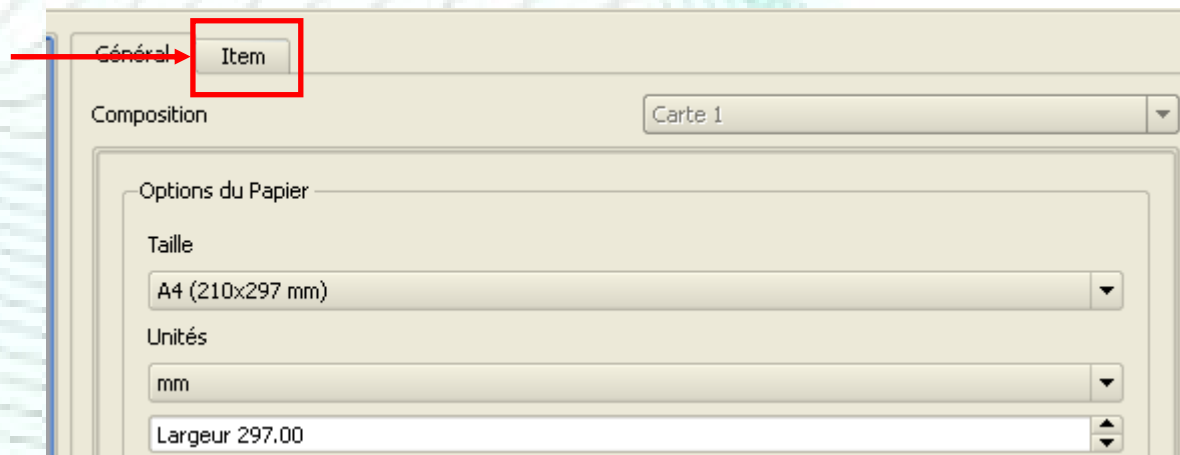 Général Item
Composition Carte 1
Options du Papier
Taille
A4 (210x297 mm)
Unités
mm
Largeur 297.00